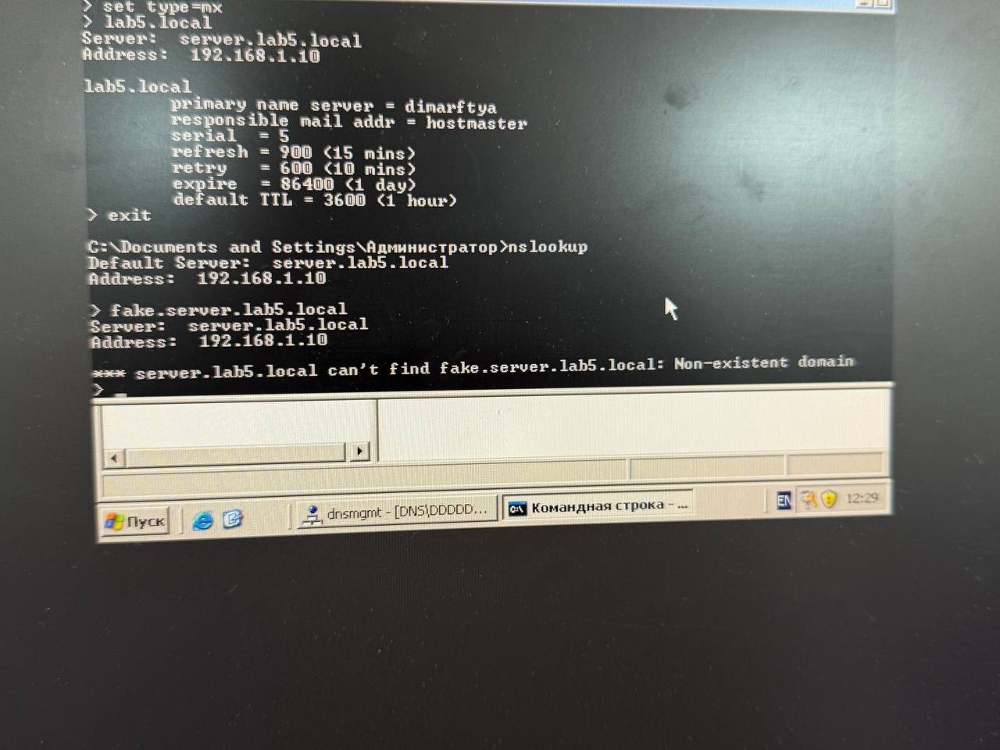 > set type=mx
> lab5.local
Server:  server.lab5.local
Address:  192.168.1.10
lab5.local
primary name server = dimarftya
responsible mail addr = hostmaster
serial  = 5
refresh = 900 (15 mins)
retry   = 600 (10 mins)
expire  = 86400 (1 day)
default TTL = 3600 (1 hour)
> exit
C:\Documents and Settings\Администратор>nslookup
Default Server:  server.lab5.local
Address:  192.168.1.10
> fake.server.lab5.local
Server:  server.lab5.local
Address:  192.168.1.10
*** server.lab5.local can't find fake.server.lab5.local: Non-existent domain
>
Пуск
dnsmgmt - [DNS\DDDDD...
C:\ Командная строка - ...
EN
12:29